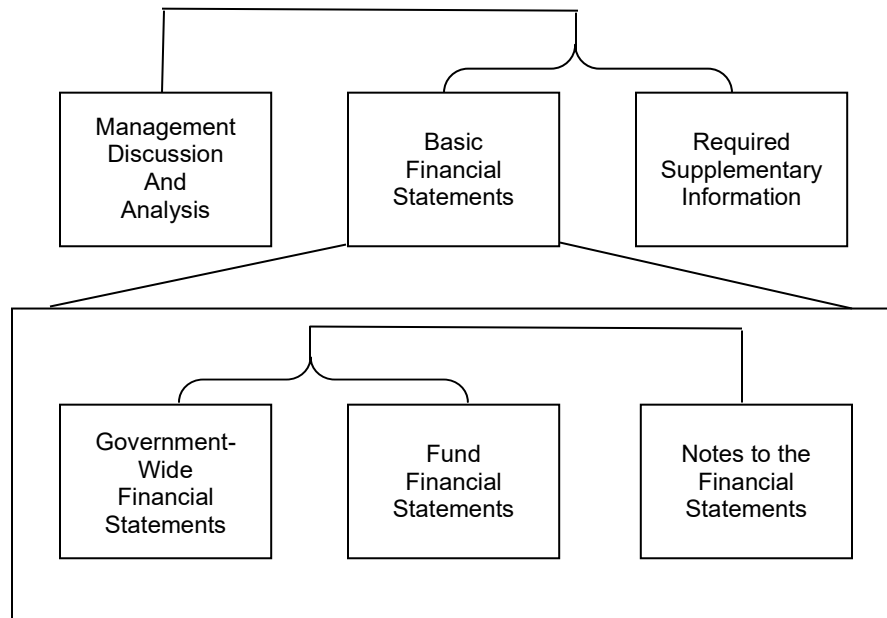 Management
Discussion
And
Analysis
Basic
Financial
Statements
Required
Supplementary
Information
Government-
Wide
Financial
Statements
Fund
Financial
Statements
Notes to the
Financial
Statements